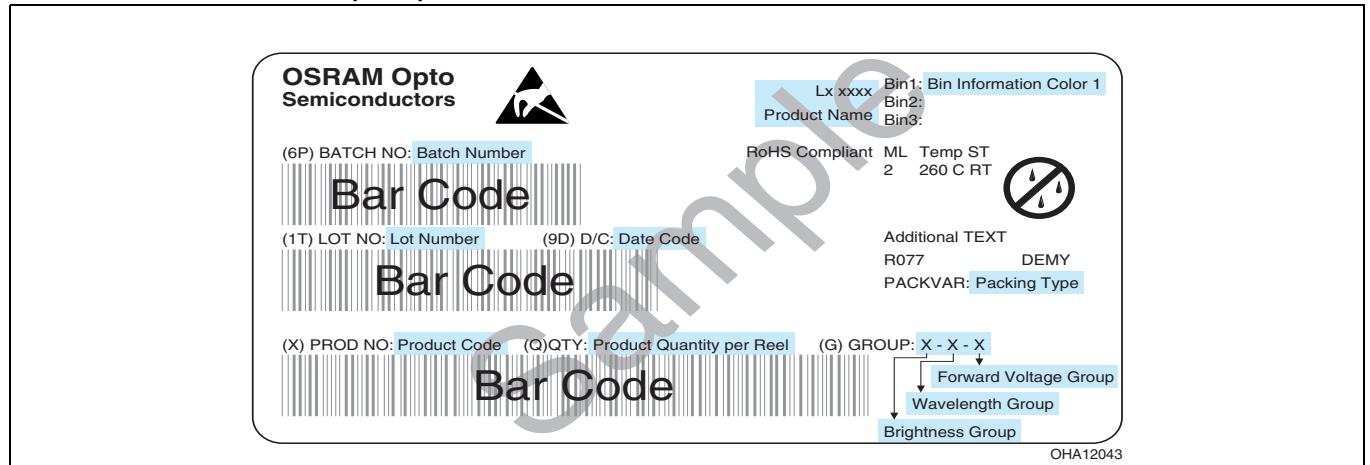 OSRAM Opto
Semiconductors
Lx xxxx
Product Name
Bin1: Bin Information Color 1
Bin2:
Bin3:
(6P) BATCH NO: Batch Number
RoHS Compliant ML Temp ST
2 260 C RT
Bar Code
(1T) LOT NO: Lot Number (9D) D/C: Date Code
Additional TEXT
R077 DEMY
PACKVAR: Packing Type
Bar Code
(X) PROD NO: Product Code (Q)QTY: Product Quantity per Reel (G) GROUP: X - X - X
Bar Code
Forward Voltage Group
Wavelength Group
Brightness Group
Sample
OHA12043